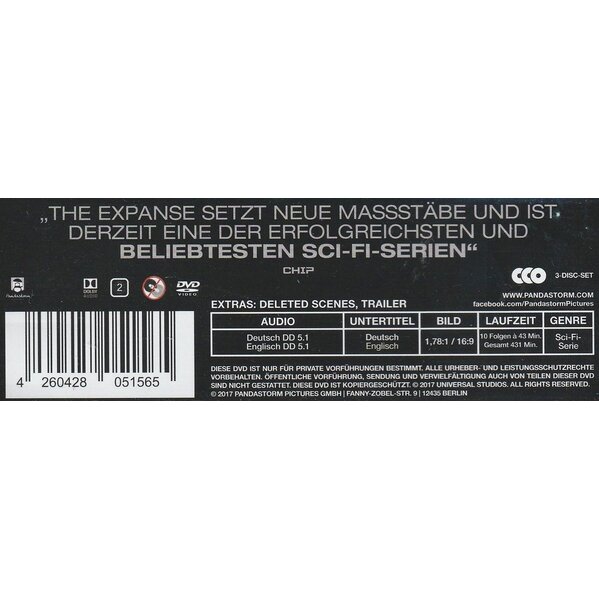 „THE EXPANSE SETZT NEUE MASSSTÄBE UND IST
DERZEIT EINE DER ERFOLGREICHSTEN UND
BELIEBTESTEN SCI-FI-SERIEN“
CHIP
3-DISC-SET
Pandastorm
DOLBY
AUDIO
2
DVD
VIDEO
WWW.PANDASTORM.COM
facebook.com/PandastormPictures
EXTRAS: DELETED SCENES, TRAILER
AUDIO UNTERTITEL BILD LAUFZEIT GENRE
Deutsch DD 5.1 Deutsch 1,78:1 / 16:9 10 Folgen à 43 Min. Sci-Fi-
Englisch DD 5.1 Englisch Gesamt 431 Min. Serie
4 260428 051565
DIESE DVD IST NUR FÜR PRIVATE VORFÜHRUNGEN BESTIMMT. ALLE URHEBER- UND LEISTUNGSSCHUTZRECHTE
VORBEHALTEN. ÖFFENTLICHE VORFÜHRUNG, SENDUNG UND VERVIELFÄLTIGUNG AUCH VON TEILEN DIESER DVD
SIND NICHT GESTATTET. DIESE DVD IST KOPIERGESCHÜTZT. © 2017 UNIVERSAL STUDIOS. ALL RIGHTS RESERVED.
© 2017 PANDASTORM PICTURES GMBH | FANNY-ZOBEL-STR. 9 | 12435 BERLIN